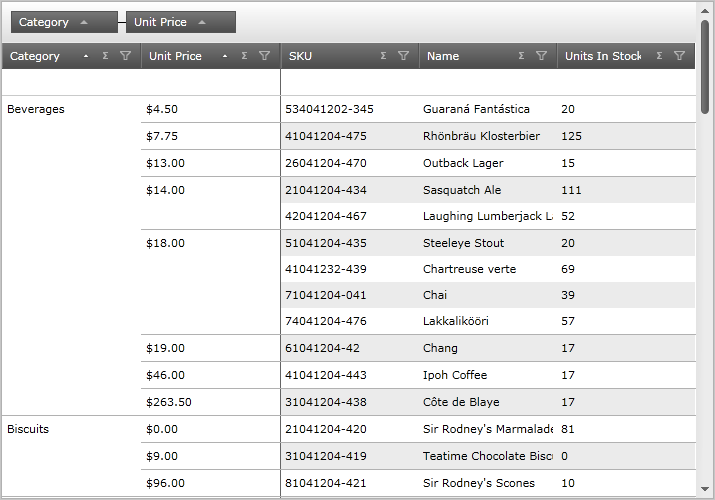 Category Unit Price
Category Σ Unit Price Σ SKU Σ Name Σ Units In Stock Σ
Beverages $4.50 534041202-345 Guaraná Fantástica 20
$7.75 41041204-475 Rhönbräu Klosterbier 125
$13.00 26041204-470 Outback Lager 15
$14.00 21041204-434 Sasquatch Ale 111
42041204-467 Laughing Lumberjack L 52
$18.00 51041204-435 Steeleye Stout 20
41041232-439 Chartreuse verte 69
71041204-041 Chai 39
74041204-476 Lakkalikööri 57
$19.00 61041204-42 Chang 17
$46.00 41041204-443 Ipoh Coffee 17
$263.50 31041204-438 Côte de Blaye 17
Biscuits $0.00 21041204-420 Sir Rodney's Marmalade 81
$9.00 31041204-419 Teatime Chocolate Bisc 0
$96.00 81041204-421 Sir Rodney's Scones 10